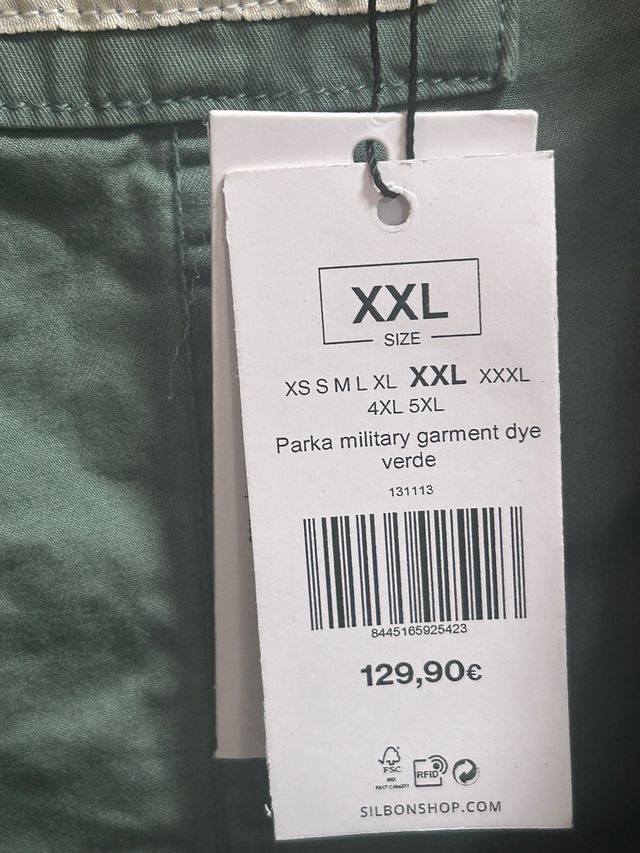 XXL
SIZE
XS S M L XL XXL XXXL
4XL 5XL
Parka military garment dye
verde
131113
8445165925423
129,90€
FSC
RFID
SILBONSHOP.COM